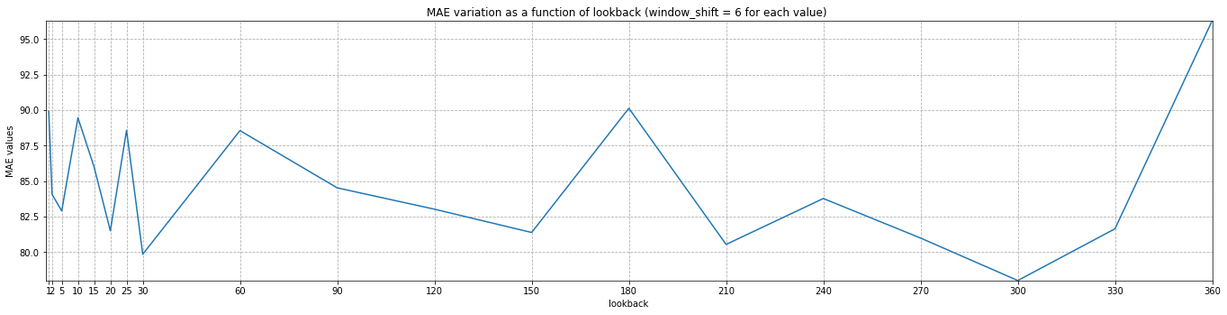 MAE variation as a function of lookback (window_shift = 6 for each value)
MAE values
95.0
92.5
90.0
87.5
85.0
82.5
80.0
1 2 5 10 15 20 25 30 60 90 120 150 180 210 240 270 300 330 360
lookback